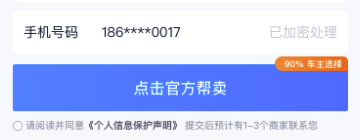 手机号码 186****0017 已加密处理
90% 车主选择
点击官方帮卖
请阅读并同意《个人信息保护声明》 提交后预计有1-3个商家联系您